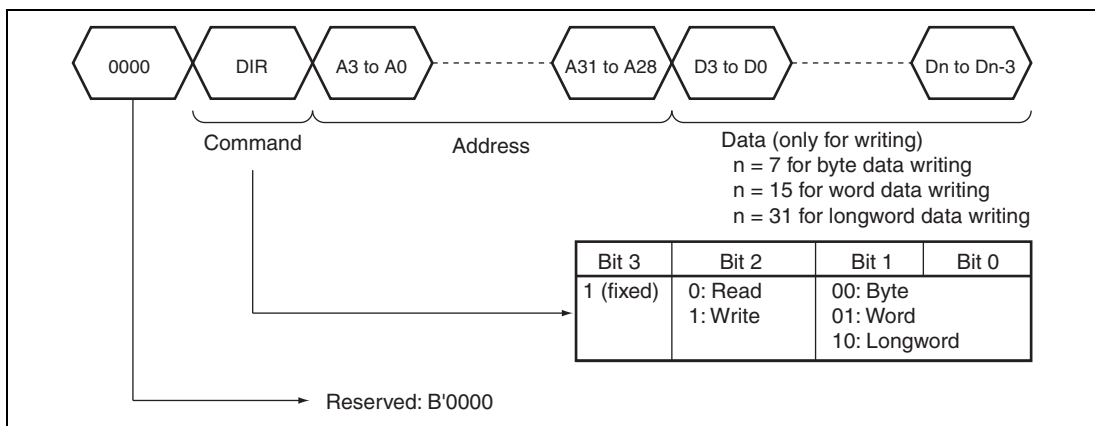 0000 DIR A3 to A0 A31 to A28 D3 to D0 Dn to Dn-3
Command Address Data (only for writing)
n = 7 for byte data writing
n = 15 for word data writing
n = 31 for longword data writing
Bit 3 Bit 2 Bit 1 Bit 0
1 (fixed) 0: Read 00: Byte
1: Write 01: Word
10: Longword
Reserved: B'0000